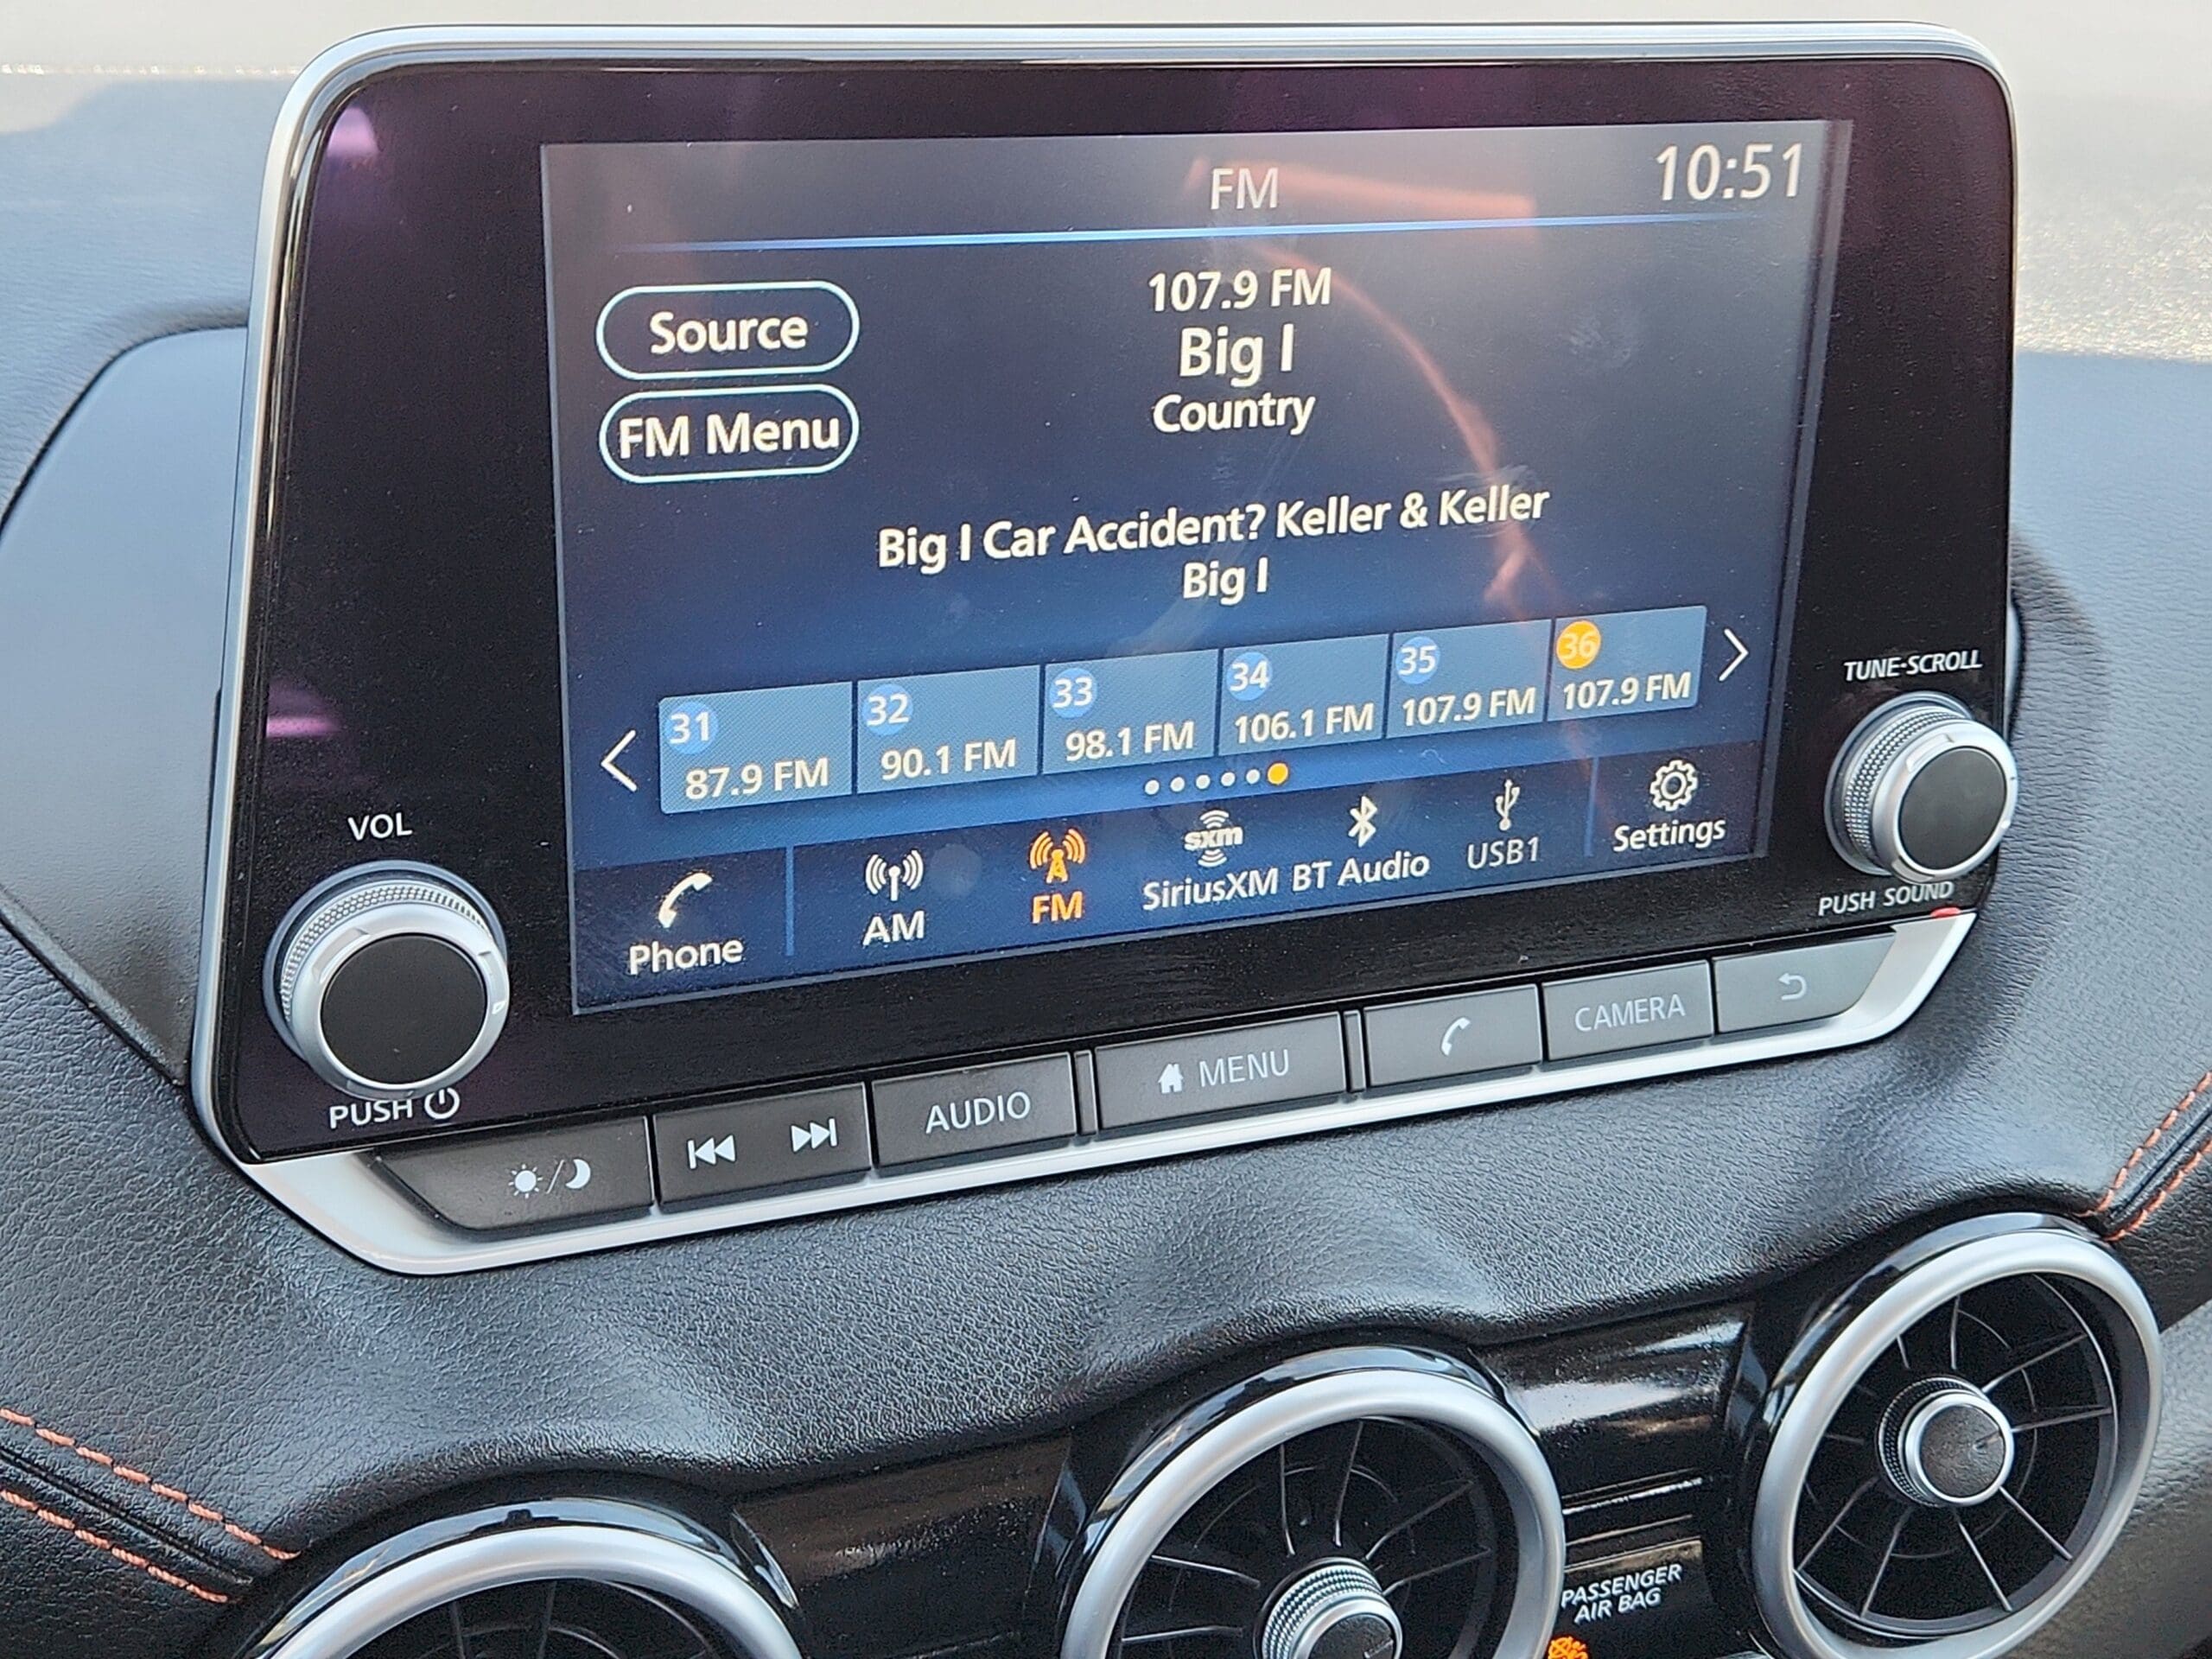 FM
10:51
Source
FM Menu
107.9 FM
Big I
Country
Big I Car Accident? Keller & Keller
Big I
31
87.9 FM
32
90.1 FM
33
98.1 FM
34
106.1 FM
35
107.9 FM
36
107.9 FM
Phone
AM
FM
sxm
SiriusXM
BT Audio
USB1
Settings
VOL
PUSH
TUNE·SCROLL
PUSH SOUND
AUDIO
MENU
CAMERA
PASSENGER
AIR BAG